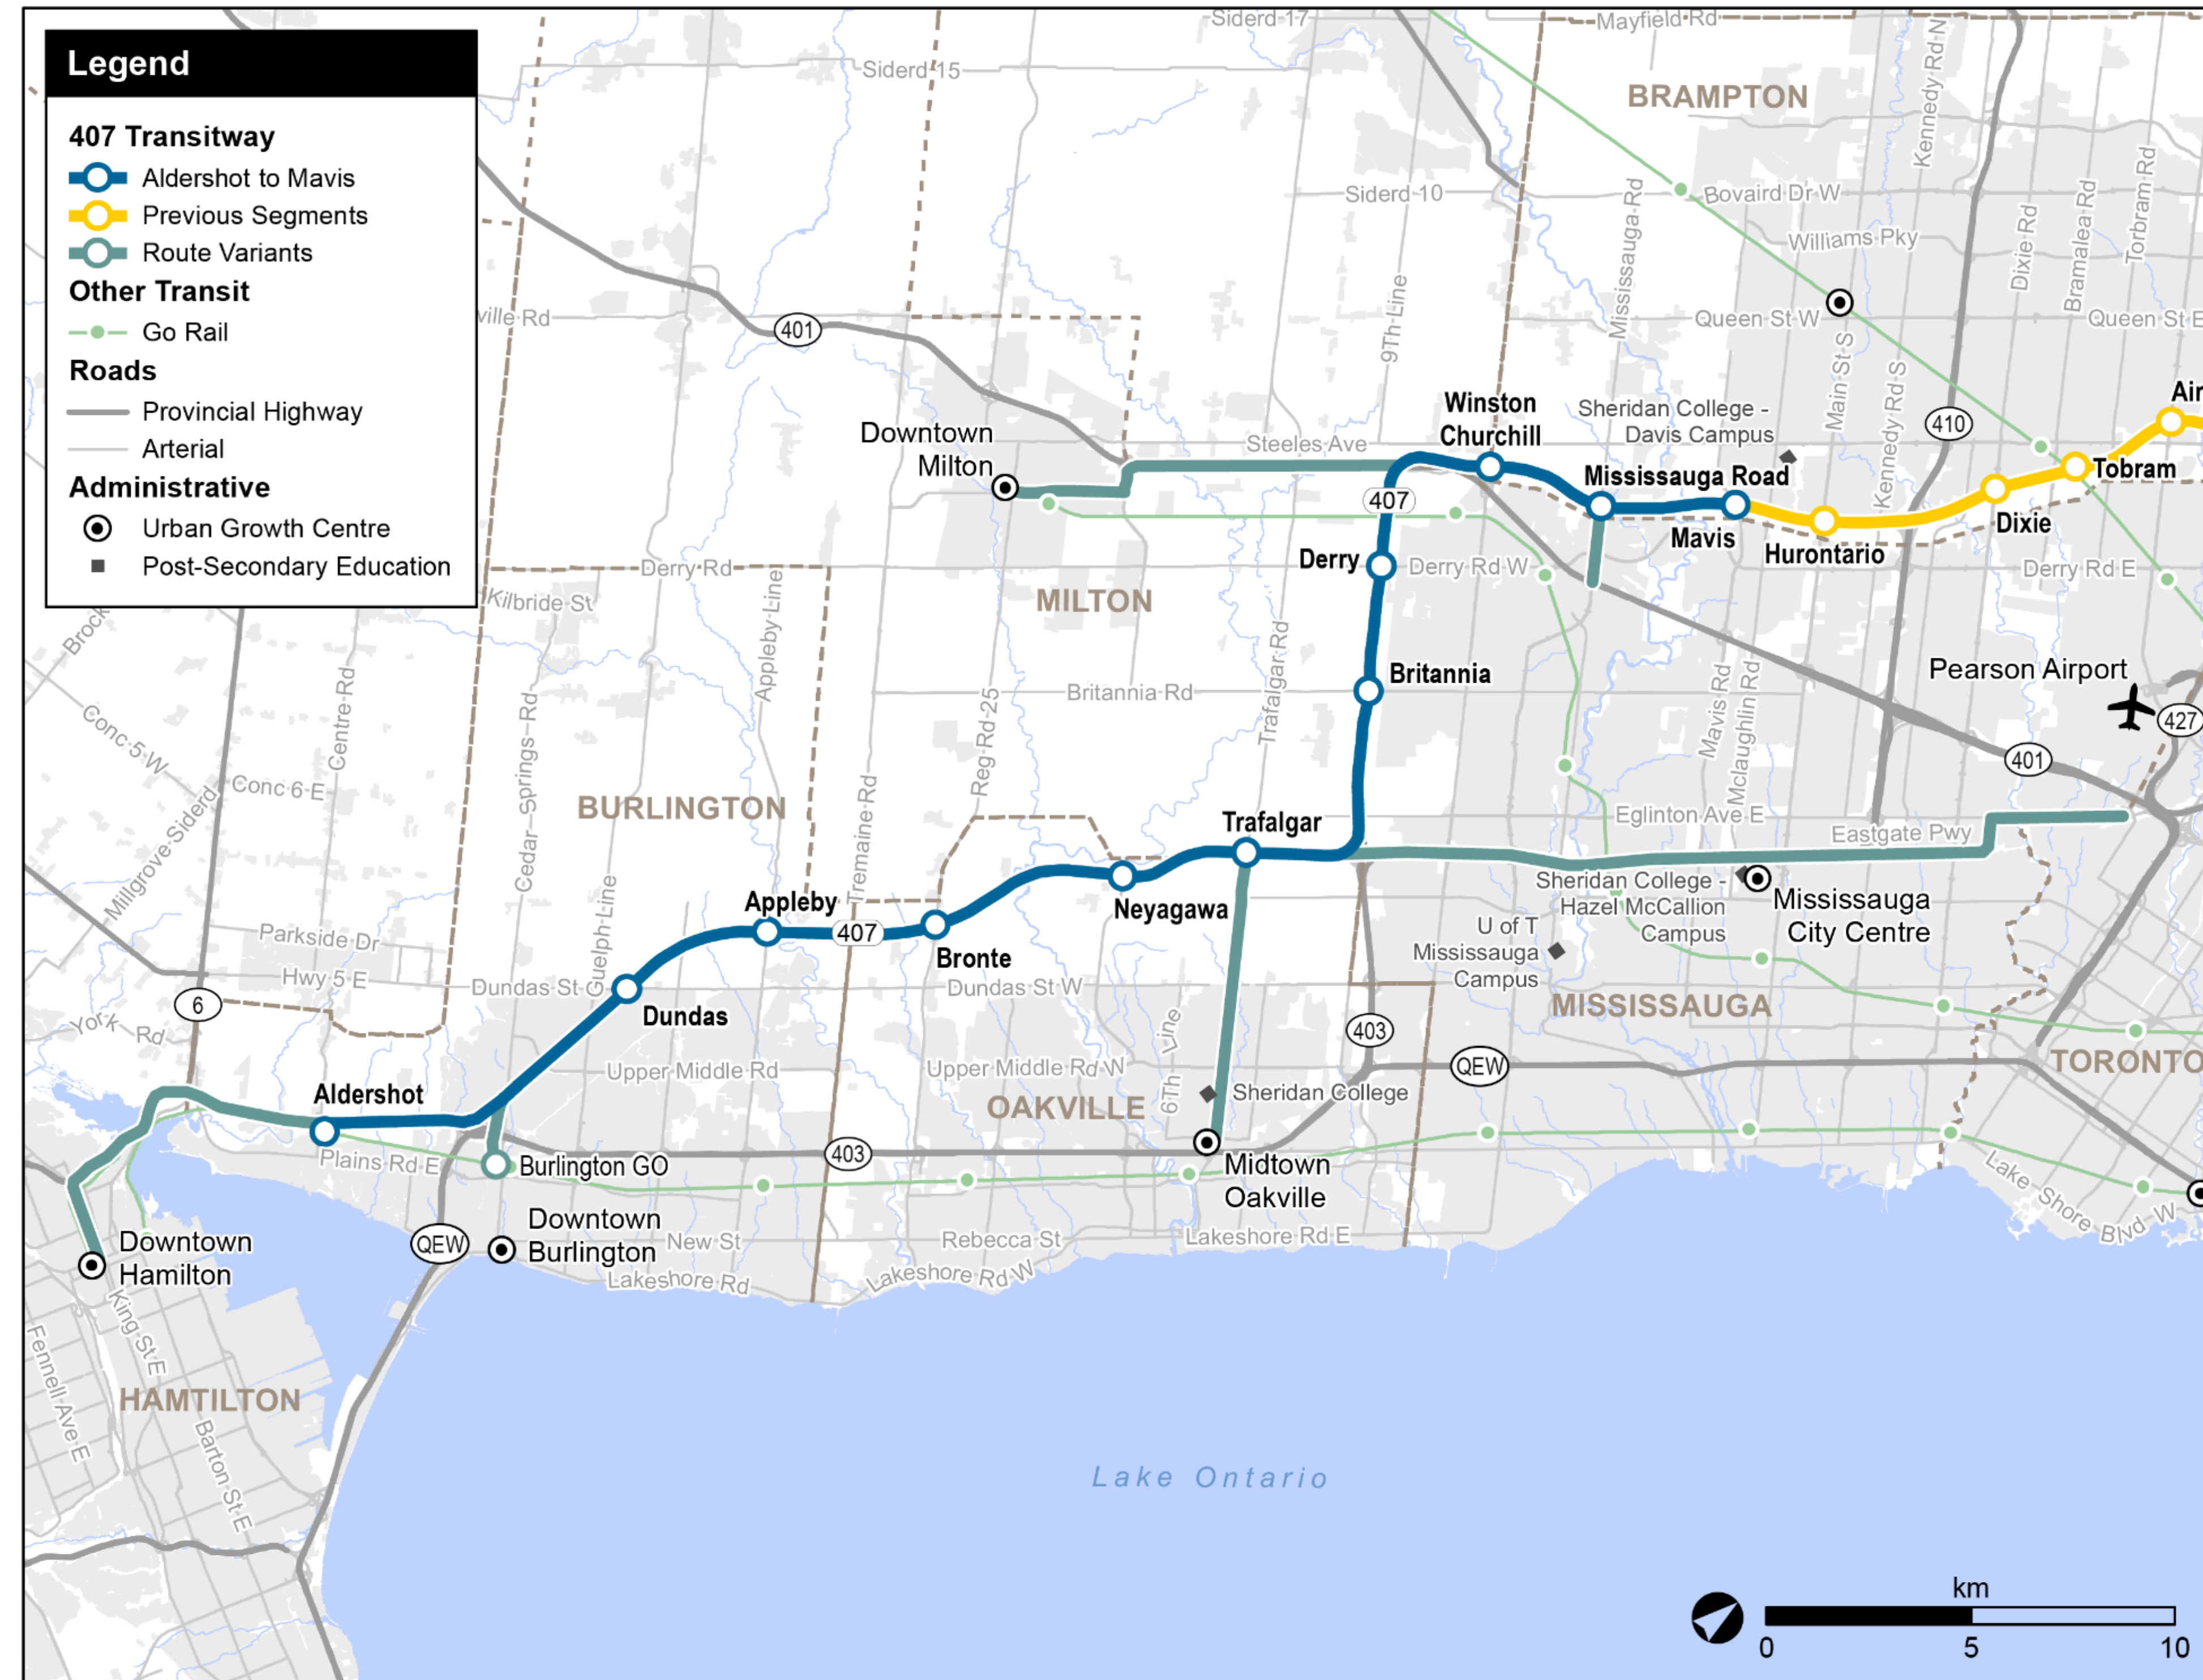 Legend
407 Transitway
Aldershot to Mavis
Previous Segments
Route Variants
Other Transit
Go Rail
Roads
Provincial Highway
Arterial
Administrative
Urban Growth Centre
Post-Secondary Education
Siderd 17
Mayfield Rd
Siderd 15
BRAMPTON
Kennedy Rd N
Siderd 10
Mississauga Rd
Bovaird Dr W
Williams Pky
Dixie Rd
Bramalea Rd
Torbram Rd
ville Rd
401
9Th Line
Queen St W
Queen St E
Main St S
Kennedy Rd S
410
Winston
Churchill
Sheridan College -
Davis Campus
Downtown
Milton
Steeles Ave
Mississauga Road
Tobram
407
Mavis
Hurontario
Dixie
Derry
Derry Rd W
Derry Rd E
Derry Rd
Kilbride St
Appleby Line
MILTON
Trafalgar Rd
Brock
Centre Rd
Conc 5 W
Conc 6 E
Millgrove Siderd
Cedar Springs Rd
Reg Rd 25
Britannia Rd
Britannia
Mavis Rd
Mclaughlin Rd
Pearson Airport
427
401
BURLINGTON
Tremaine Rd
Trafalgar
Eglinton Ave E
Eastgate Pwy
Guelph Line
Appleby
407
Neyagawa
Sheridan College -
Hazel McCallion
Campus
Mississauga
City Centre
U of T
Mississauga
Campus
Parkside Dr
Hwy 5 E
Bronte
Dundas St
Dundas St W
Dundas
6
York Rd
MISSISSAUGA
403
QEW
TORONTO
Upper Middle Rd
Upper Middle Rd W
6Th Line
Aldershot
OAKVILLE
Sheridan College
Plains Rd E
Burlington GO
403
Midtown
Oakville
Lake Shore Blvd W
Downtown
Hamilton
QEW
Downtown
Burlington
New St
Rebecca St
Lakeshore Rd E
Lakeshore Rd
Lakeshore Rd W
King St E
Fennell Ave E
HAMTILTON
Barton St E
Lake Ontario
km
0
5
10